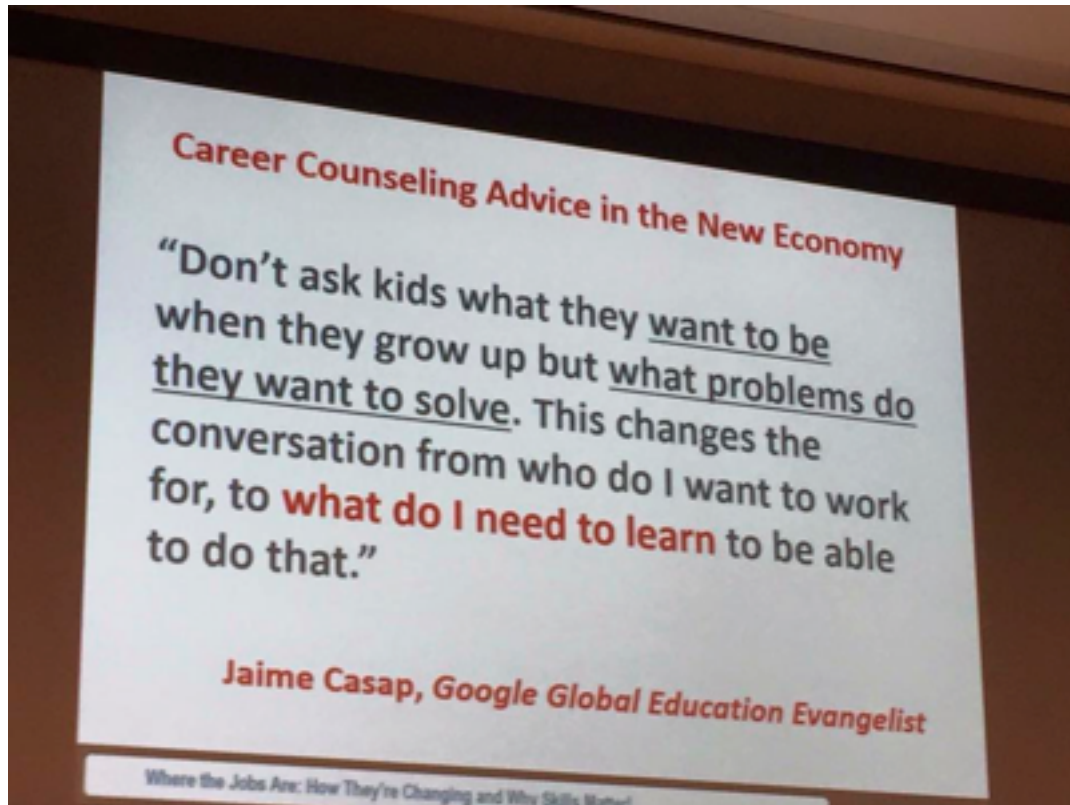 Career Counseling Advice in the New Economy
“Don’t ask kids what they want to be
when they grow up but what problems do
they want to solve. This changes the
conversation from who do I want to work
for, to what do I need to learn to be able
to do that.”
Jaime Casap, Google Global Education Evangelist
Where the Jobs Are: How They're Changing and Why Skills Matter!